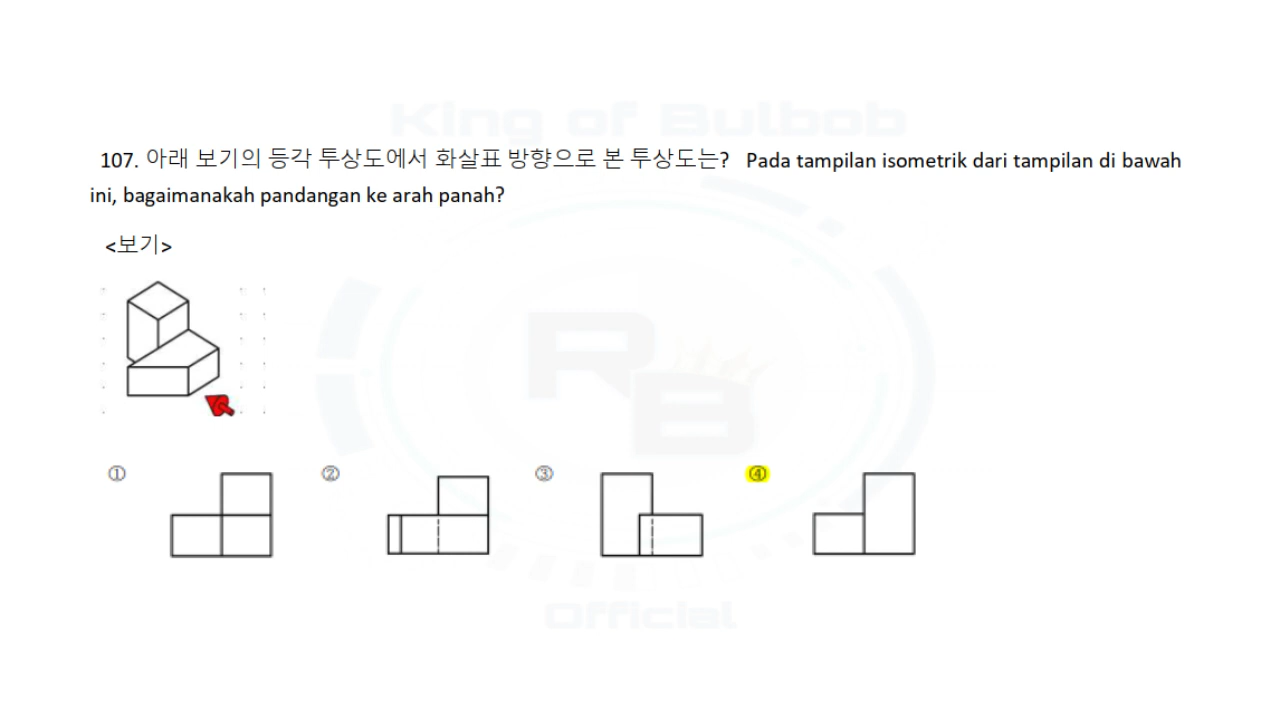 King of Bulbob
107. 아래 보기의 등각 투상도에서 화살표 방향으로 본 투상도는? Pada tampilan isometrik dari tampilan di bawah
ini, bagaimanakah pandangan ke arah panah?
<보기>
RB
① ② ③ ④
Official